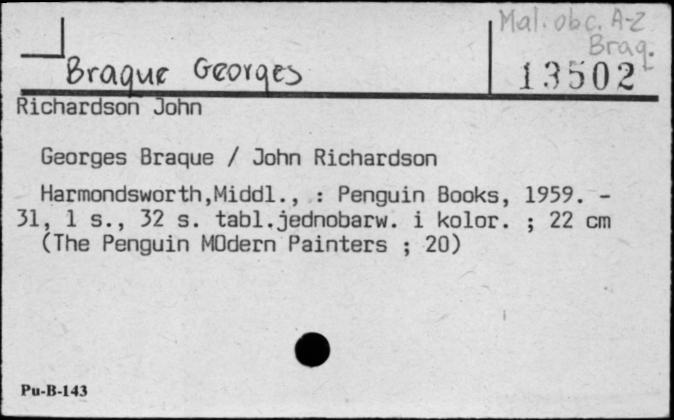 Mal. obc. A-Z
Braq.
Braque Georges
13502
Richardson John
Georges Braque / John Richardson
Harmondsworth,Middl., : Penguin Books, 1959. -
31, 1 s., 32 s. tabl.jednobarw. i kolor. ; 22 cm
(The Penguin MOdern Painters ; 20)
Pu-B-143